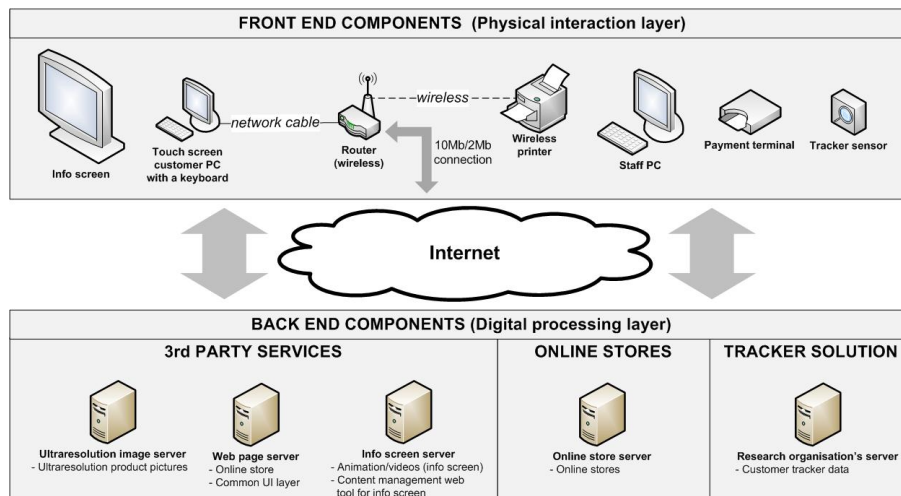 FRONT END COMPONENTS (Physical interaction layer)
Info screen
Touch screen
customer PC
with a keyboard
network cable
Router
(wireless)
wireless
10Mb/2Mb
connection
Wireless
printer
Staff PC
Payment terminal
Tracker sensor
Internet
BACK END COMPONENTS (Digital processing layer)
3rd PARTY SERVICES
Ultraresolution image server
- Ultraresolution product pictures
Web page server
- Online store
- Common UI layer
Info screen server
- Animation/videos (info screen)
- Content management web
tool for info screen
ONLINE STORES
Online store server
- Online stores
TRACKER SOLUTION
Research organisation's server
- Customer tracker data